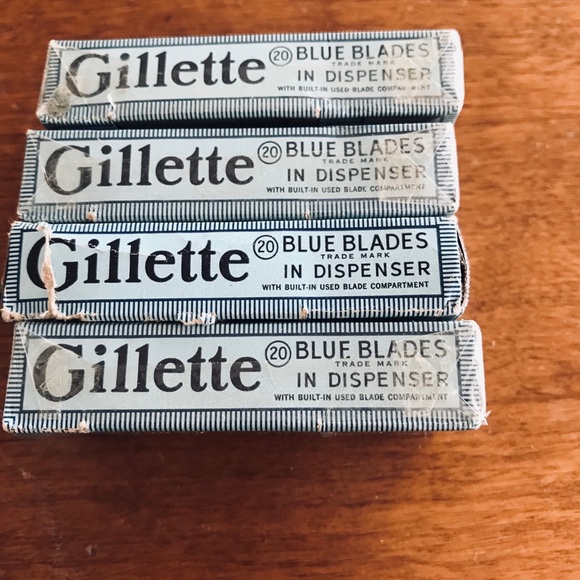 Gillette 20 BLUE BLADES
TRADE MARK
IN DISPENSER
WITH BUILT-IN USED BLADE COMPARTMENT
Gillette 20 BLUE BLADES
TRADE MARK
IN DISPENSER
WITH BUILT-IN USED BLADE COMPARTMENT
Gillette 20 BLUE BLADES
TRADE MARK
IN DISPENSER
WITH BUILT-IN USED BLADE COMPARTMENT
Gillette 20 BLUE BLADES
TRADE MARK
IN DISPENSER
WITH BUILT-IN USED BLADE COMPARTMENT